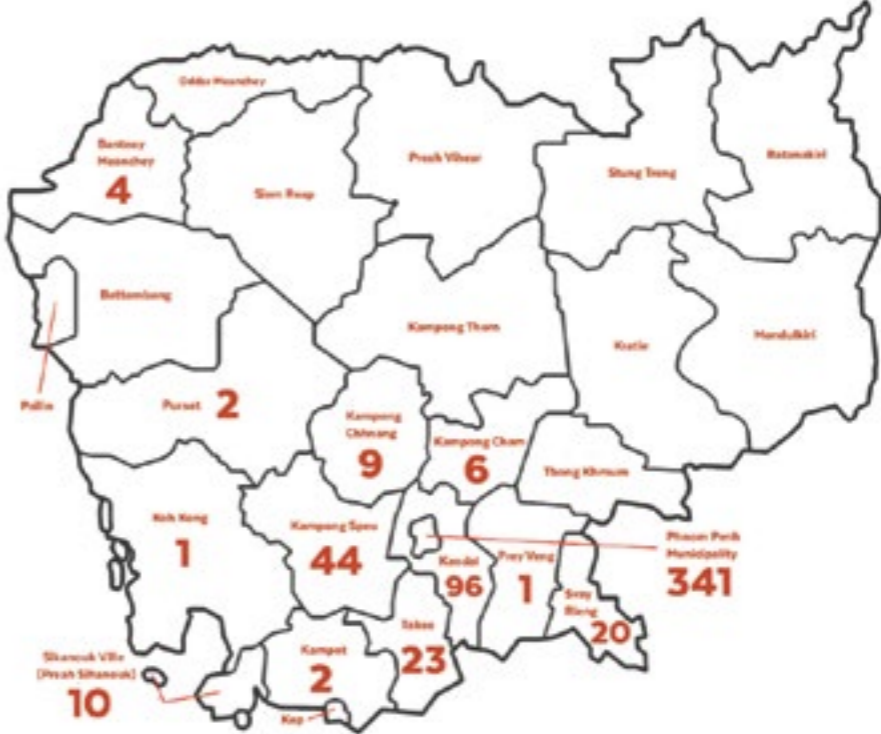 Oddar Meanchey
Banteay
Meanchey
4
Siem Reap
Preah Vihear
Stung Treng
Ratanakiri
Battambang
Kampong Thom
Kratie
Mondulkiri
Pailin
Pursat 2
Kampong
Chhnang
9
Kampong Cham
6
Tbong Khmum
Koh Kong
1
Kampong Speu
44
Kandal
96
Prey Veng
1
Phnom Penh
Municipality
341
Svay
Rieng
20
Takeo
23
Kampot
2
Sihanouk Ville
(Preah Sihanouk)
10
Kep